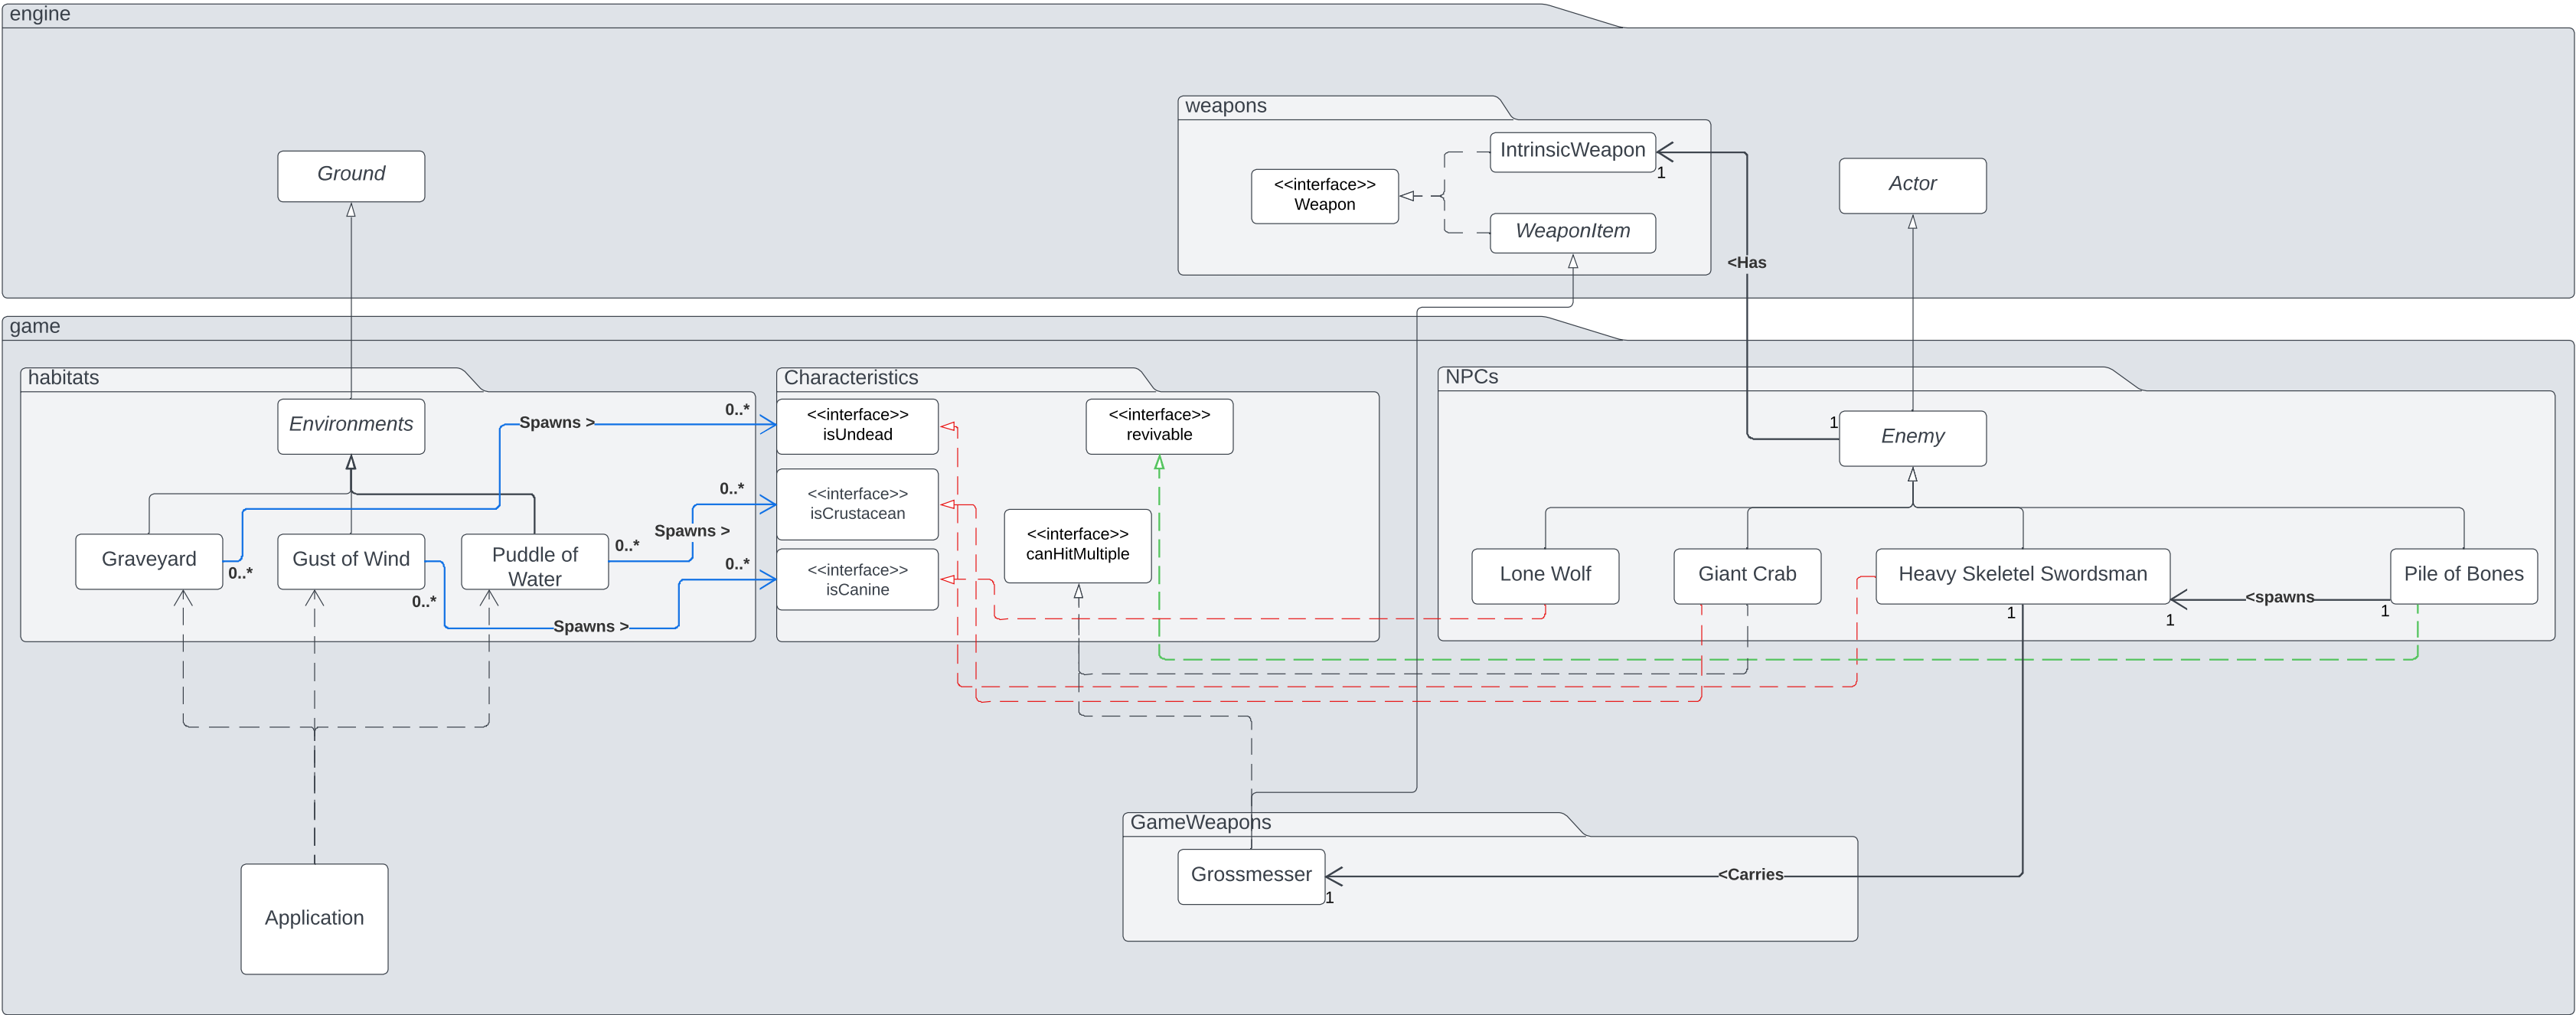 engine
weapons
IntrinsicWeapon
1
<<interface>>
Weapon
WeaponItem
Ground
Actor
<Has
game
habitats
Environments
Spawns >
0..*
Graveyard
0..*
Gust of Wind
0..*
Puddle of
Water
0..*
Spawns >
0..*
Spawns >
0..*
Characteristics
<<interface>>
isUndead
<<interface>>
revivable
<<interface>>
isCrustacean
<<interface>>
canHitMultiple
<<interface>>
isCanine
NPCs
1
Enemy
Lone Wolf
Giant Crab
Heavy Skeletel Swordsman
Pile of Bones
<spawns
1
1
1
GameWeapons
Grossmesser
1
<Carries
Application